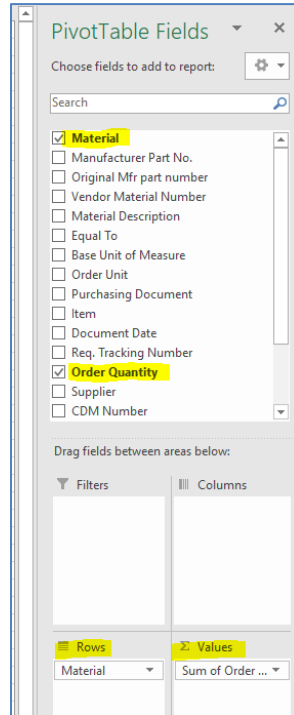 PivotTable Fields
Choose fields to add to report:
Search
Material
Manufacturer Part No.
Original Mfr part number
Vendor Material Number
Material Description
Equal To
Base Unit of Measure
Order Unit
Purchasing Document
Item
Document Date
Req. Tracking Number
Order Quantity
Supplier
CDM Number
Drag fields between areas below:
Filters
Columns
Rows
Σ Values
Material
Sum of Order ...